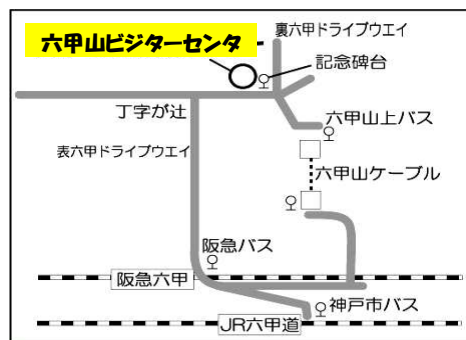 六甲山ビジターセンタ
裏六甲ドライブウエイ
記念碑台
丁字が辻
六甲山上バス
表六甲ドライブウエイ
六甲山ケーブル
阪急バス
阪急六甲
神戸市バス
JR六甲道